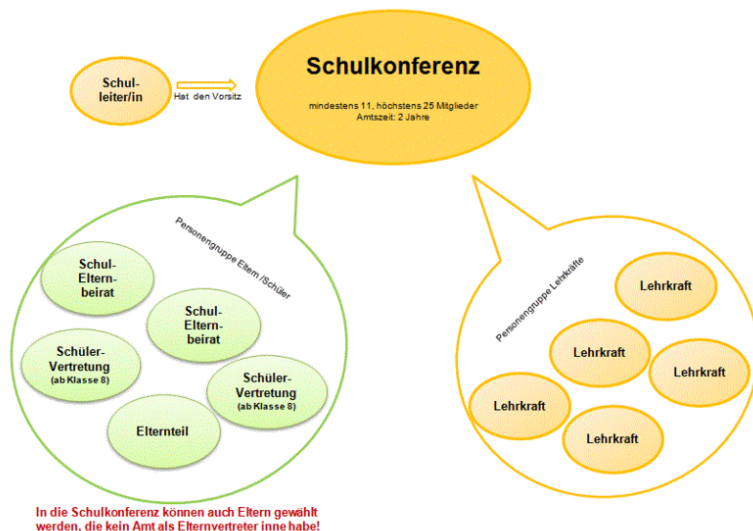 Schulkonferenz
mindestens 11, höchstens 25 Mitglieder
Amtszeit: 2 Jahre
Schul-
leiter/in
Hat den Vorsitz
Personengruppe Eltern /Schüler
Schul-
Eltern-
beirat
Schul-
Eltern-
beirat
Schüler-
Vertretung
(ab Klasse 8)
Schüler-
Vertretung
(ab Klasse 8)
Elternteil
Personengruppe Lehrkräfte
Lehrkraft
Lehrkraft
Lehrkraft
Lehrkraft
Lehrkraft
In die Schulkonferenz können auch Eltern gewählt
werden, die kein Amt als Elternvertreter inne habe!